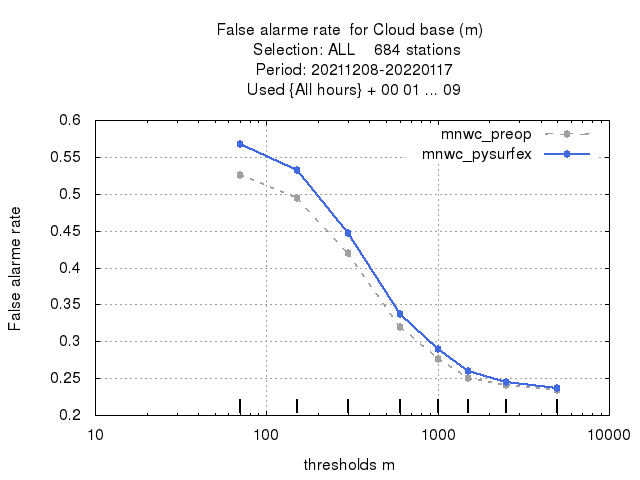 False alarme rate  for Cloud base (m)
Selection: ALL    684 stations
Period: 20211208-20220117
Used {All hours} + 00 01 ... 09
mnwc_preop
mnwc_pysurfex
0.6
0.55
0.5
0.45
0.4
0.35
0.3
0.25
0.2
False alarme rate
10
100
1000
10000
thresholds m